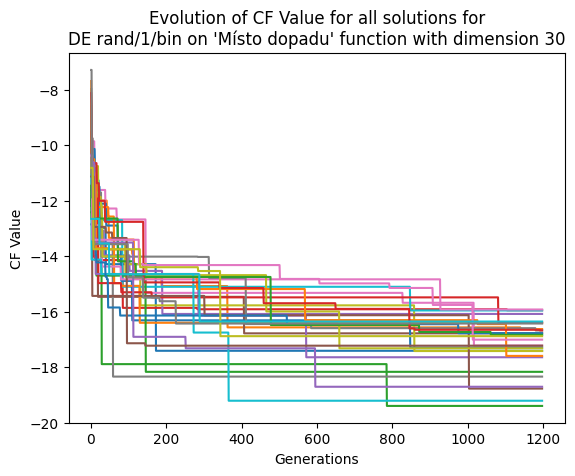 Evolution of CF Value for all solutions for
DE rand/1/bin on 'Místo dopadu' function with dimension 30
−8
−10
−12
−14
−16
−18
−20
CF Value
0 200 400 600 800 1000 1200
Generations